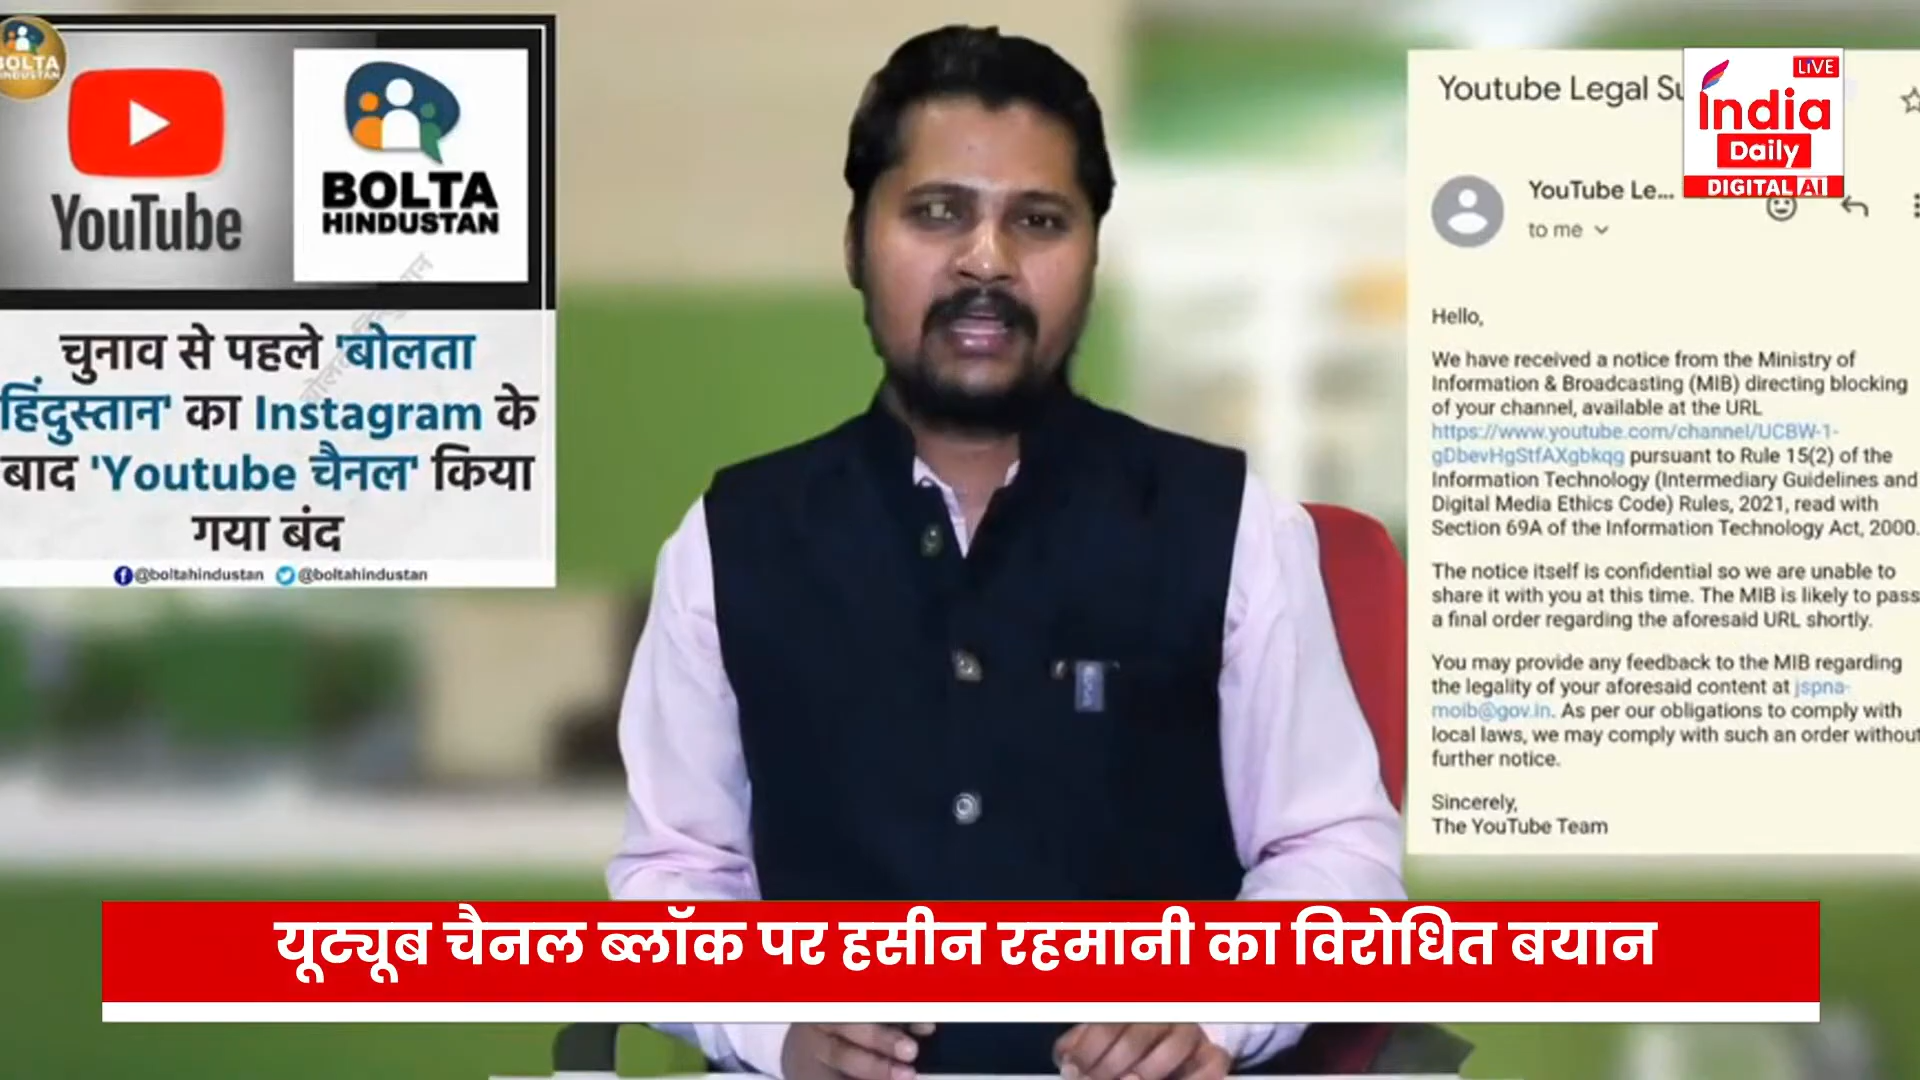 BOLTA
HINDUSTAN
YouTube
BOLTA
HINDUSTAN
चुनाव से पहले 'बोलता
हिंदुस्तान' का Instagram के
बाद 'Youtube चैनल' किया
गया बंद
@boltahindustan @boltahindustan
Youtube Legal Su
LIVE
India
Daily
DIGITAL AI
YouTube Le...
to me
Hello,
We have received a notice from the Ministry of
Information & Broadcasting (MIB) directing blocking
of your channel, available at the URL
https://www.youtube.com/channel/UCBW-1-
gDbevHgStfAXgbkqg pursuant to Rule 15(2) of the
Information Technology (Intermediary Guidelines and
Digital Media Ethics Code) Rules, 2021, read with
Section 69A of the Information Technology Act, 2000.
The notice itself is confidential so we are unable to
share it with you at this time. The MIB is likely to pass
a final order regarding the aforesaid URL shortly.
You may provide any feedback to the MIB regarding
the legality of your aforesaid content at jspna-
moib@gov.in. As per our obligations to comply with
local laws, we may comply with such an order without
further notice.
Sincerely,
The YouTube Team
यूट्यूब चैनल ब्लॉक पर हसीन रहमानी का विरोधित बयान